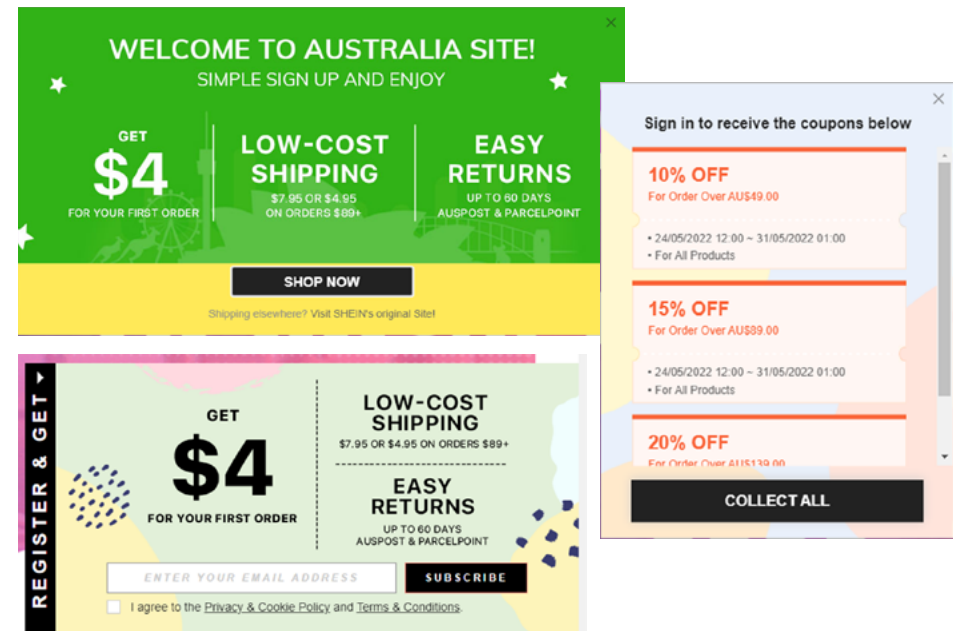 WELCOME TO AUSTRALIA SITE!
SIMPLE SIGN UP AND ENJOY
GET
$4
FOR YOUR FIRST ORDER
LOW-COST
SHIPPING
$7.95 OR $4.95
ON ORDERS $89+
EASY
RETURNS
UP TO 60 DAYS
AUSPOST & PARCELPOINT
SHOP NOW
Shipping elsewhere? Visit SHEIN's original Site!
Sign in to receive the coupons below
10% OFF
For Order Over AU$49.00
• 24/05/2022 12:00 ~ 31/05/2022 01:00
• For All Products
15% OFF
For Order Over AU$89.00
• 24/05/2022 12:00 ~ 31/05/2022 01:00
• For All Products
20% OFF
For Order Over AU$139.00
COLLECT ALL
REGISTER & GET
GET
$4
FOR YOUR FIRST ORDER
LOW-COST
SHIPPING
$7.95 OR $4.95 ON ORDERS $89+
EASY
RETURNS
UP TO 60 DAYS
AUSPOST & PARCELPOINT
ENTER YOUR EMAIL ADDRESS
SUBSCRIBE
I agree to the Privacy & Cookie Policy and Terms & Conditions.